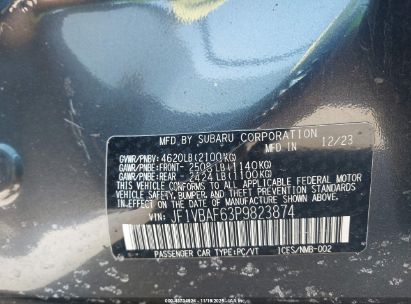 MFD. BY SUBARU CORPORATION
MFD. IN 12/23
GVWR/PNBV: 4620LB(2100KG)
GAWR/PNBE:FRONT- 2508LB(1140KG)
GAWR/PNBE:REAR 2424LB(1100KG)
THIS VEHICLE CONFORMS TO ALL APPLICABLE FEDERAL MOTOR
VEHICLE SAFETY, BUMPER, AND THEFT PREVENTION STANDARDS
IN EFFECT ON THE DATE OF MANUFACTURE SHOWN ABOVE.
VIN: JF1VBAF63P9823874
PASSENGER CAR TYPE:PC/VT ICES/NMB-002